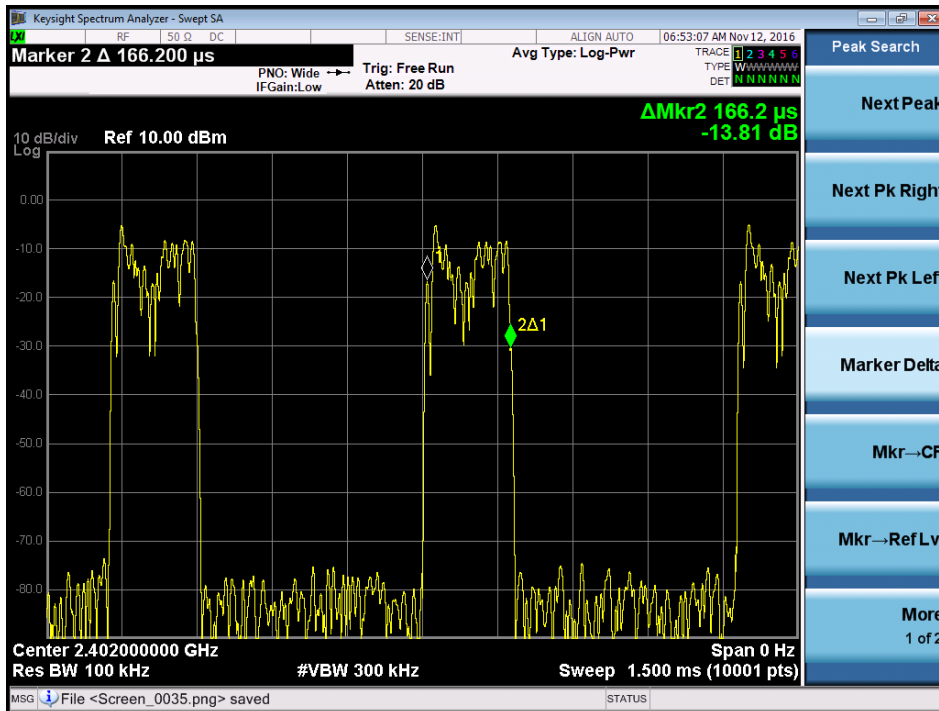 Keysight Spectrum Analyzer - Swept SA
LXI
RF 50 Ω DC SENSE:INT ALIGN AUTO 06:53:07 AM Nov 12, 2016
Marker 2 Δ 166.200 µs
PNO: Wide
IFGain:Low
Trig: Free Run
Atten: 20 dB
Avg Type: Log-Pwr
TRACE 1 2 3 4 5 6
TYPE WWWWWW
DET N N N N N N
ΔMkr2 166.2 µs
-13.81 dB
10 dB/div Ref 10.00 dBm
Log
0.00
-10.0
-20.0
-30.0
-40.0
-50.0
-60.0
-70.0
-80.0
1
2Δ1
Center 2.402000000 GHz Span 0 Hz
Res BW 100 kHz #VBW 300 kHz Sweep 1.500 ms (10001 pts)
MSG File <Screen_0035.png> saved STATUS
Peak Search
Next Peak
Next Pk Right
Next Pk Left
Marker Delta
Mkr→CF
Mkr→Ref Lv
More
1 of 2